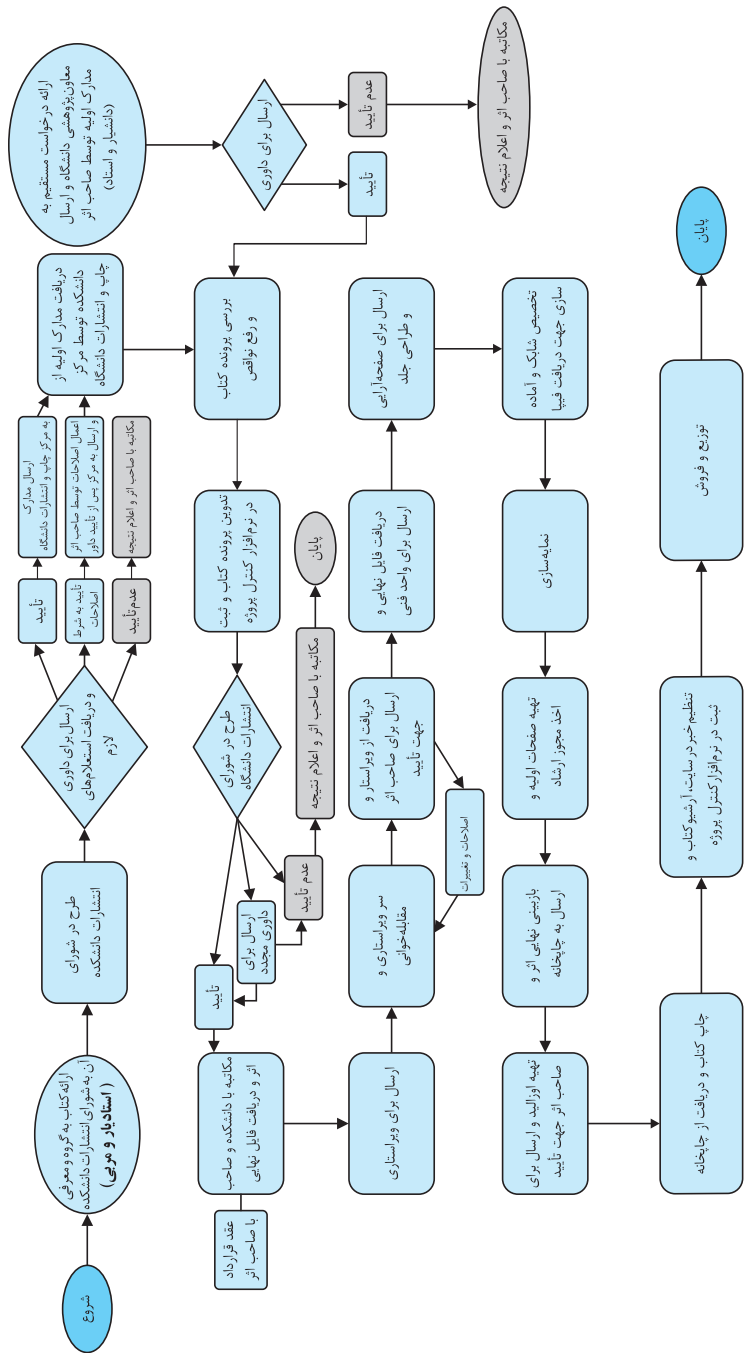 شروع
ارائه کتاب به گروه و معرفی
آن به شورای انتشارات دانشکده
( استادیار و مربی)
طرح در شورای
انتشارات دانشکده
ارسال برای داوری
و دریافت استعلام‌های
لازم
تأیید
تأیید به شرط
اصلاحات
عدم تأیید
ارسال مدارک
به مرکز چاپ و انتشارات دانشگاه
اعمال اصلاحات توسط صاحب اثر
و ارسال به مرکز پس از تأیید داور
مکاتبه با صاحب اثر و اعلام نتیجه
دریافت مدارک اولیه از
دانشکده توسط مرکز
چاپ و انتشارات دانشگاه
ارائه درخواست مستقیم به
معاون پژوهشی دانشگاه و ارسال
مدارک اولیه توسط صاحب اثر
(دانشیار و استاد)
ارسال برای داوری
عدم تأیید
تأیید
مکاتبه با صاحب اثر و اعلام نتیجه
بررسی پرونده کتاب
و رفع نواقص
تدوین پرونده کتاب و ثبت
در نرم‌افزار کنترل پروژه
طرح در شورای
انتشارات دانشگاه
تأیید
ارسال برای
داوری مجدد
عدم تأیید
مکاتبه با صاحب اثر و اعلام نتیجه
پایان
مکاتبه با دانشکده و صاحب
اثر و دریافت فایل نهایی
عقد قرارداد
با صاحب اثر
ارسال برای ویراستاری
سر ویراستاری و
مقابله‌خوانی
دریافت از ویراستار و
ارسال برای صاحب اثر
جهت تأیید
اصلاحات و تغییرات
دریافت فایل نهایی و
ارسال برای واحد فنی
ارسال برای صفحه‌آرایی
و طراحی جلد
تخصیص شابک و آماده
سازی جهت دریافت فیپا
نمایه‌سازی
تهیه صفحات اولیه و
اخذ مجوز ارشاد
بازبینی نهایی اثر و
ارسال به چاپخانه
تهیه اوزالید و ارسال برای
صاحب اثر جهت تأیید
چاپ کتاب و دریافت از چاپخانه
تنظیم خبر در سایت، آرشیو کتاب و
ثبت در نرم‌افزار کنترل پروژه
توزیع و فروش
پایان